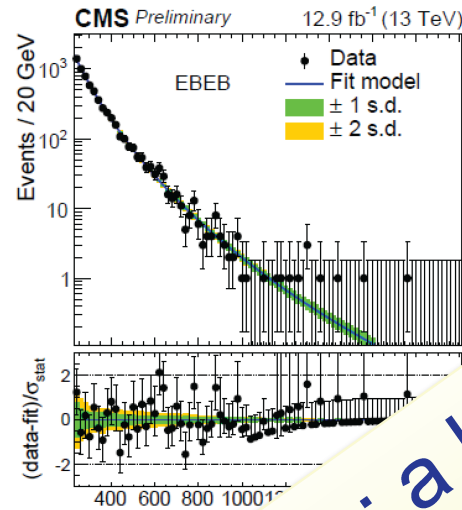 CMS Preliminary 12.9 fb⁻¹ (13 TeV)
Events / 20 GeV
10³
10²
10
1
EBEB
Data
Fit model
± 1 s.d.
± 2 s.d.
(data-fit)/σstat
2
0
-2
400 600 800 1000